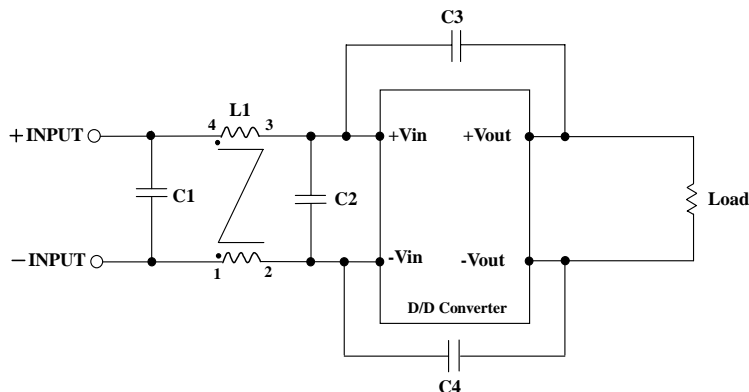 C3
L1
4 3
+INPUT
+Vin
+Vout
C1
C2
Load
-INPUT
1 2
-Vin
-Vout
D/D Converter
C4